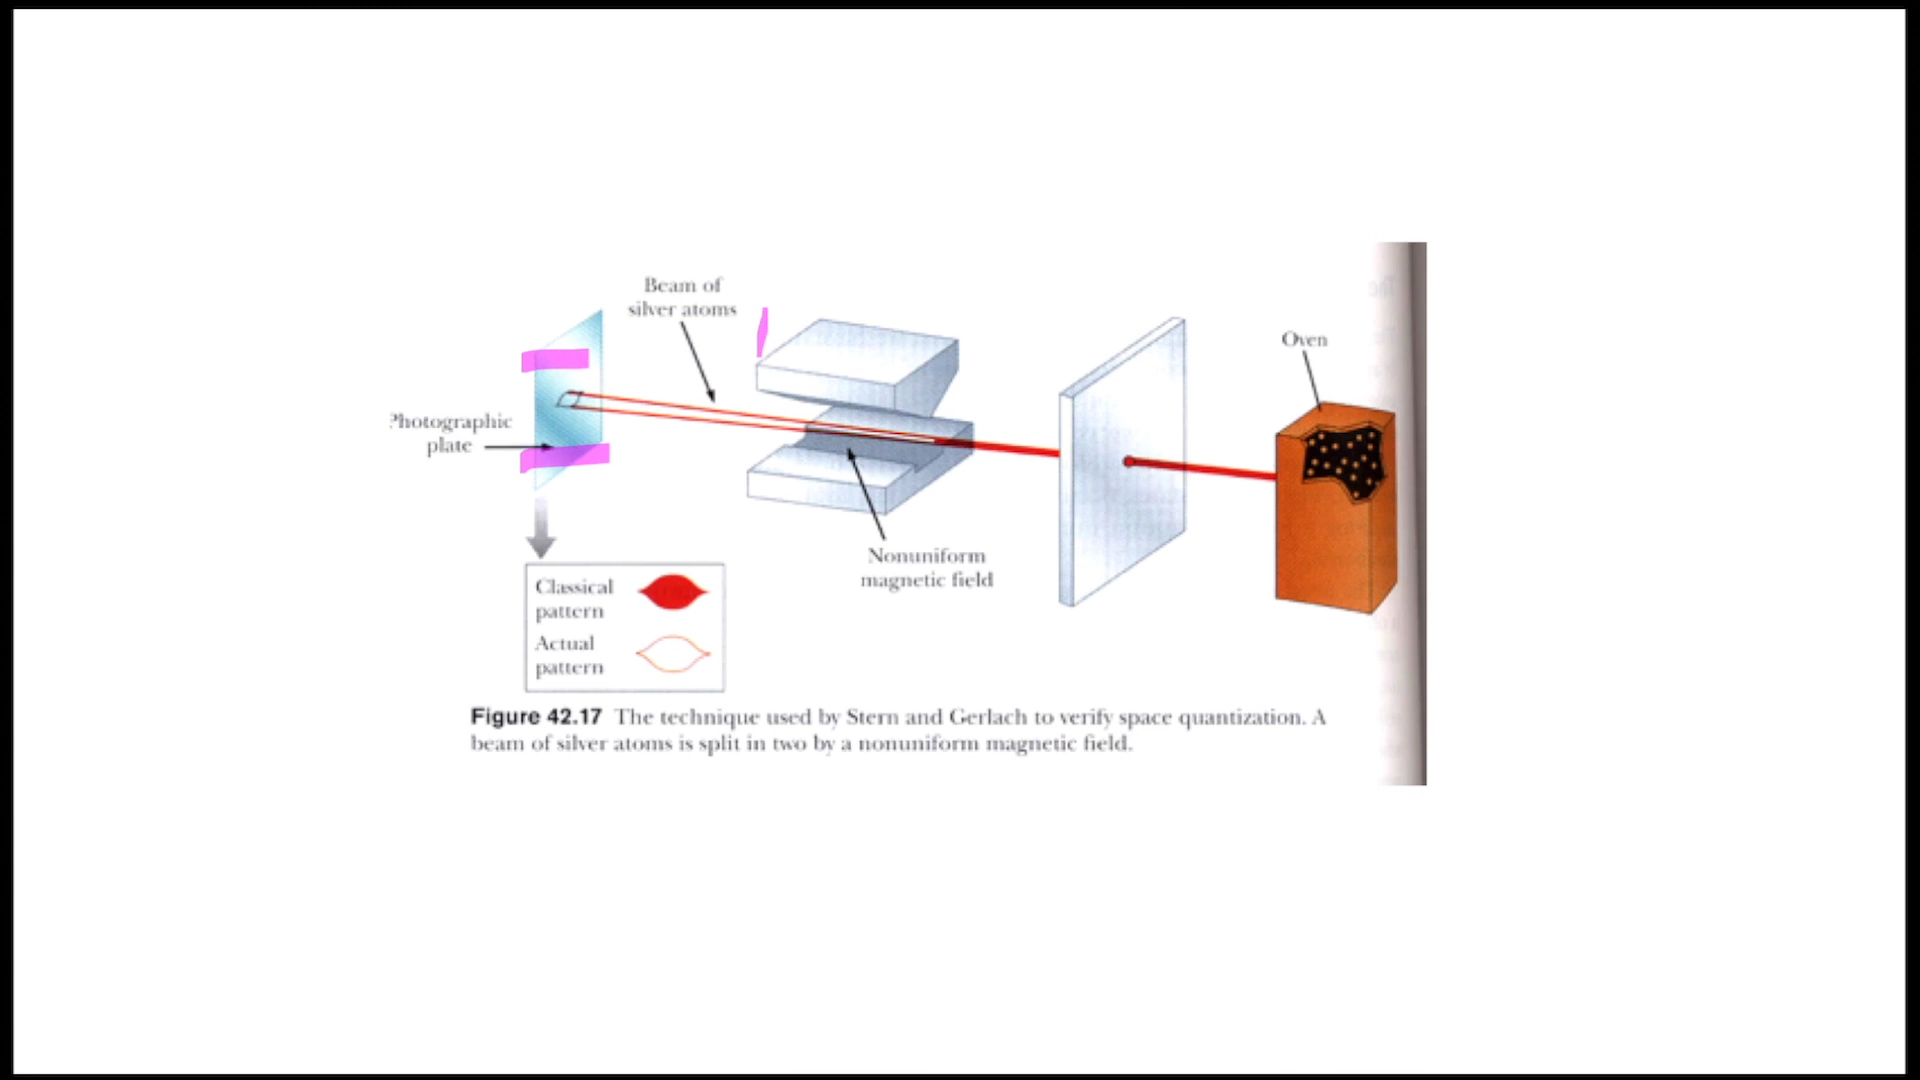 Beam of
silver atoms
Oven
Photographic
plate
Nonuniform
magnetic field
Classical
pattern
Actual
pattern
Figure 42.17 The technique used by Stern and Gerlach to verify space quantization. A
beam of silver atoms is split in two by a nonuniform magnetic field.